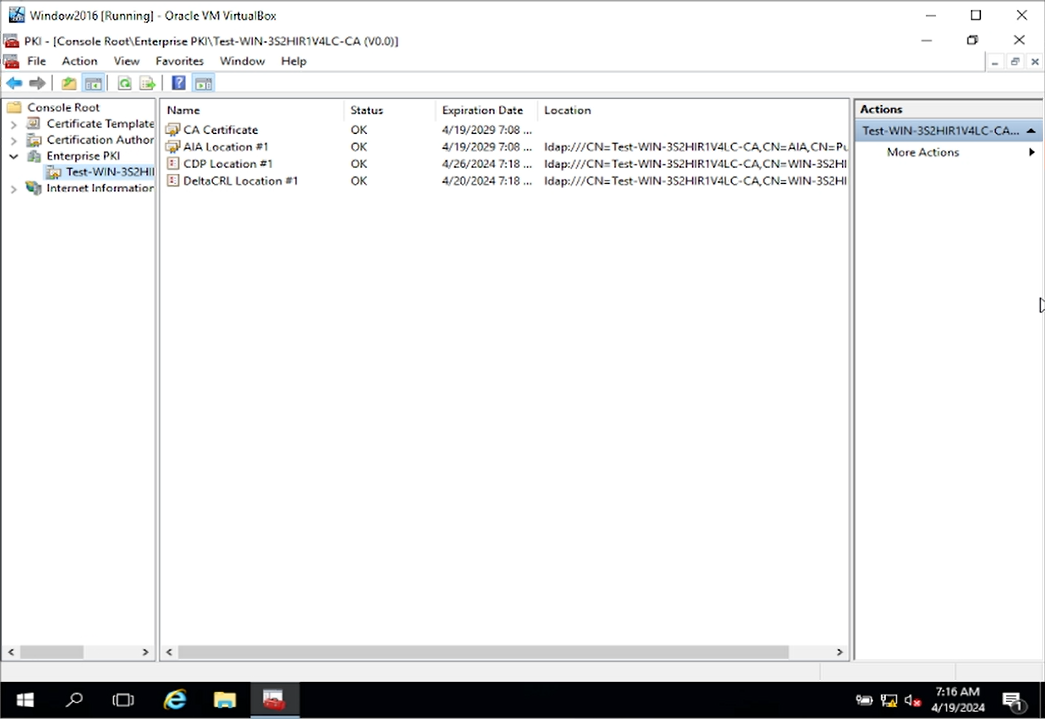 Window2016 [Running] - Oracle VM VirtualBox
PKI - [Console Root\Enterprise PKI\Test-WIN-3S2HIR1V4LC-CA (V0.0)]
File Action View Favorites Window Help
Console Root
Certificate Template
Certification Author
Enterprise PKI
Test-WIN-3S2HI
Internet Information
Name Status Expiration Date Location
CA Certificate OK 4/19/2029 7:08 ...
AIA Location #1 OK 4/19/2029 7:08 ... ldap:///CN=Test-WIN-3S2HIR1V4LC-CA,CN=AIA,CN=Pu
CDP Location #1 OK 4/26/2024 7:18 ... ldap:///CN=Test-WIN-3S2HIR1V4LC-CA,CN=WIN-3S2HI
DeltaCRL Location #1 OK 4/20/2024 7:18 ... ldap:///CN=Test-WIN-3S2HIR1V4LC-CA,CN=WIN-3S2HI
Actions
Test-WIN-3S2HIR1V4LC-CA...
More Actions
7:16 AM
4/19/2024
1